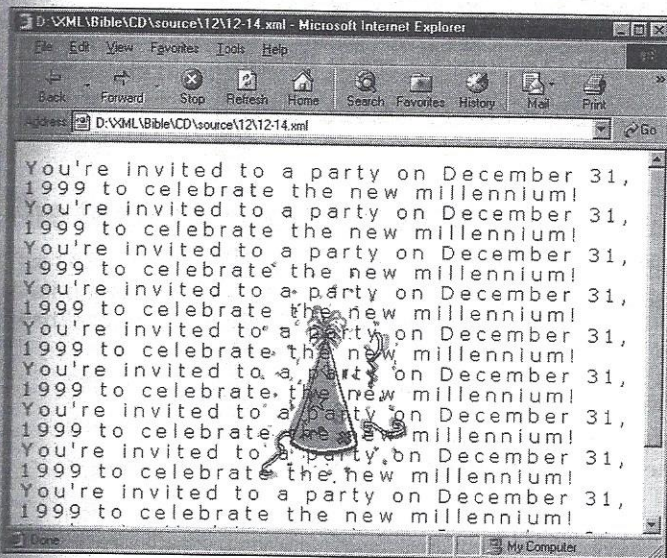 D:\XML\Bible\CD\source\12\12-14.xml - Microsoft Internet Explorer
File Edit View Favorites Tools Help
Back Forward Stop Refresh Home Search Favorites History Mail Print
Address D:\XML\Bible\CD\source\12\12-14.xml Go
You're invited to a party on December 31,
1999 to celebrate the new millennium!
You're invited to a party on December 31,
1999 to celebrate the new millennium!
You're invited to a party on December 31,
1999 to celebrate the new millennium!
You're invited to a party on December 31,
1999 to celebrate the new millennium!
You're invited to a party on December 31,
1999 to celebrate the new millennium!
You're invited to a party on December 31,
1999 to celebrate the new millennium!
You're invited to a party on December 31,
1999 to celebrate the new millennium!
You're invited to a party on December 31,
1999 to celebrate the new millennium!
You're invited to a party on December 31,
1999 to celebrate the new millennium!
Done My Computer